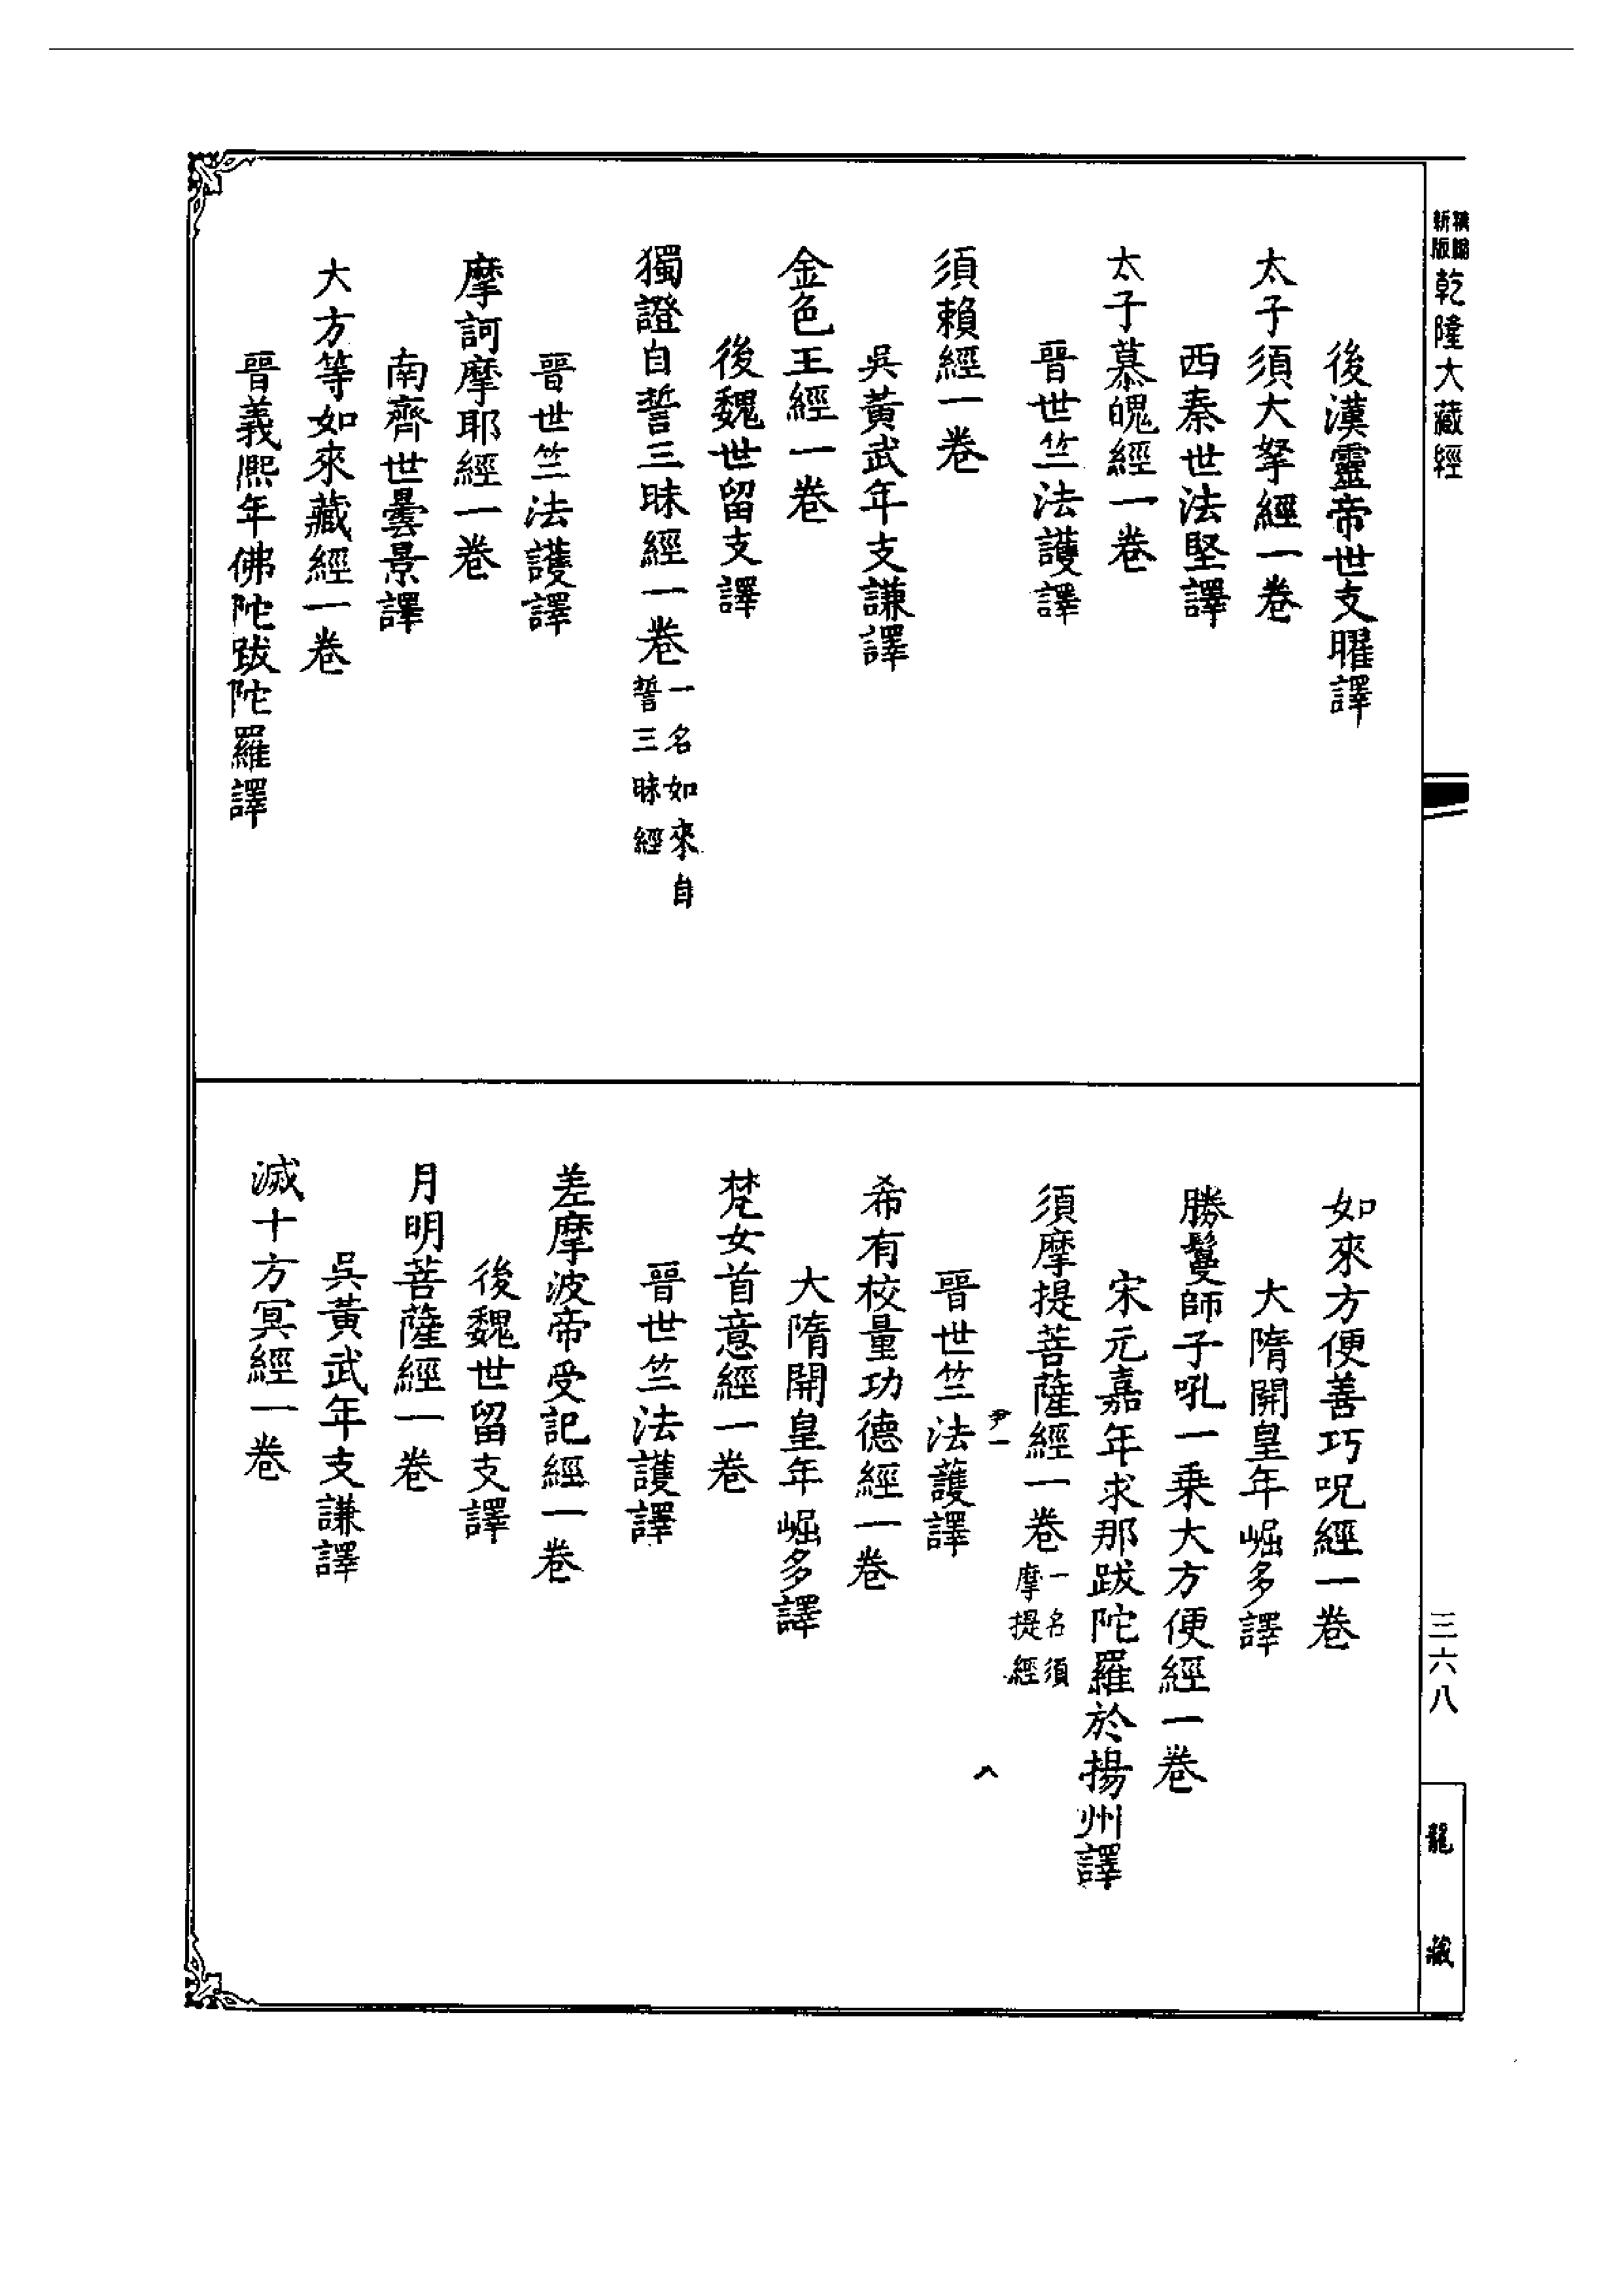 新版精縮乾隆大藏經
後漢靈帝世支曜譯
太子須大拏經一卷
西秦世法堅譯
太子慕魄經一卷
晉世竺法護譯
須賴經一卷
吳黃武年支謙譯
金色王經一卷
後魏世留支譯
獨證自誓三昧經一卷一名如來自誓三昧經
晉世竺法護譯
摩訶摩耶經一卷
南齊世曇景譯
大方等如來藏經一卷
晉義熙年佛陀跋陀羅譯
如來方便善巧呪經一卷
大隋開皇年崛多譯
勝鬘師子吼一乗大方便經一卷
宋元嘉年求那跋陀羅於揚州譯
須摩提菩薩經一卷一名須摩提經
尹一
八
晉世竺法護譯
希有校量功德經一卷
大隋開皇年崛多譯
梵女首意經一卷
晉世竺法護譯
差摩波帝受記經一卷
後魏世留支譯
月明菩薩經一卷
吳黃武年支謙譯
滅十方冥經一卷
三六八
龍藏